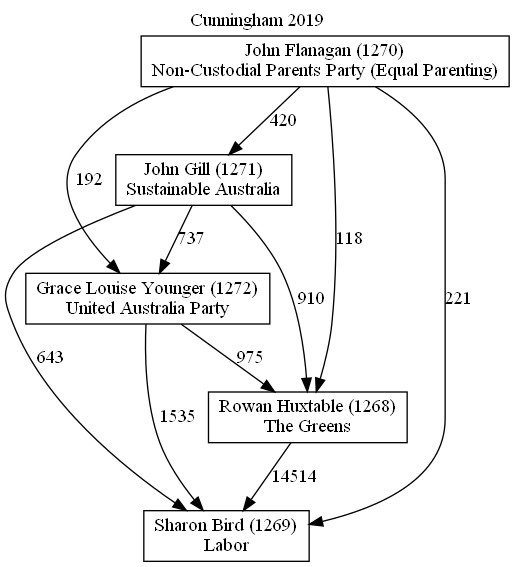 Cunningham 2019
John Flanagan (1270)
Non-Custodial Parents Party (Equal Parenting)
420
John Gill (1271)
Sustainable Australia
192
737
118
Grace Louise Younger (1272)
United Australia Party
910
221
643
975
Rowan Huxtable (1268)
The Greens
1535
14514
Sharon Bird (1269)
Labor